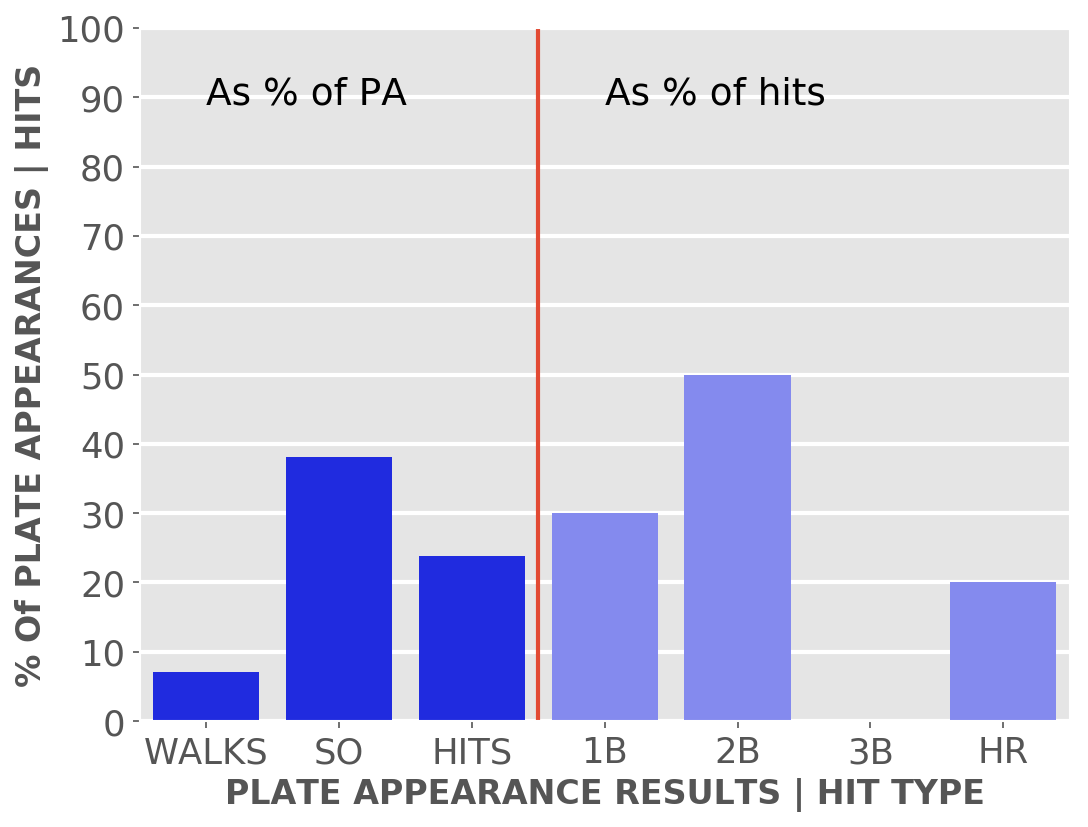 100
90
80
70
60
50
40
30
20
10
0
As % of PA
As % of hits
% Of PLATE APPEARANCES | HITS
WALKS SO HITS 1B 2B 3B HR
PLATE APPEARANCE RESULTS | HIT TYPE